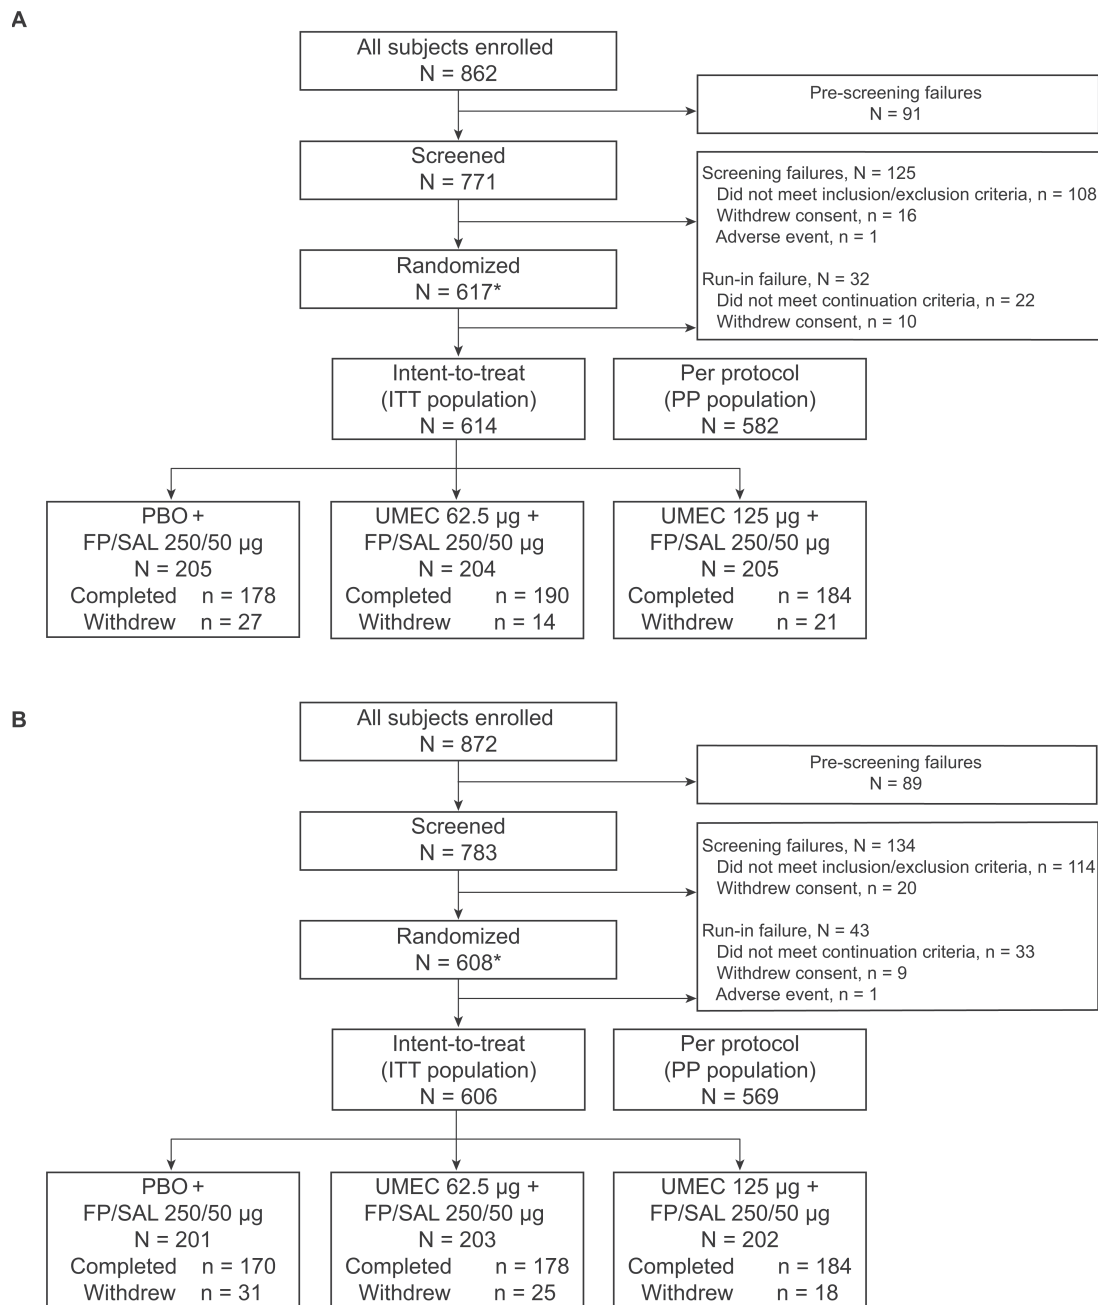 A
All subjects enrolled
N = 862
Pre-screening failures
N = 91
Screened
N = 771
Screening failures, N = 125
Did not meet inclusion/exclusion criteria, n = 108
Withdrew consent, n = 16
Adverse event, n = 1
Run-in failure, N = 32
Did not meet continuation criteria, n = 22
Withdrew consent, n = 10
Randomized
N = 617*
Intent-to-treat
(ITT population)
N = 614
Per protocol
(PP population)
N = 582
PBO +
FP/SAL 250/50 µg
N = 205
Completed n = 178
Withdrew n = 27
UMEC 62.5 µg +
FP/SAL 250/50 µg
N = 204
Completed n = 190
Withdrew n = 14
UMEC 125 µg +
FP/SAL 250/50 µg
N = 205
Completed n = 184
Withdrew n = 21
B
All subjects enrolled
N = 872
Pre-screening failures
N = 89
Screened
N = 783
Screening failures, N = 134
Did not meet inclusion/exclusion criteria, n = 114
Withdrew consent, n = 20
Run-in failure, N = 43
Did not meet continuation criteria, n = 33
Withdrew consent, n = 9
Adverse event, n = 1
Randomized
N = 608*
Intent-to-treat
(ITT population)
N = 606
Per protocol
(PP population)
N = 569
PBO +
FP/SAL 250/50 µg
N = 201
Completed n = 170
Withdrew n = 31
UMEC 62.5 µg +
FP/SAL 250/50 µg
N = 203
Completed n = 178
Withdrew n = 25
UMEC 125 µg +
FP/SAL 250/50 µg
N = 202
Completed n = 184
Withdrew n = 18